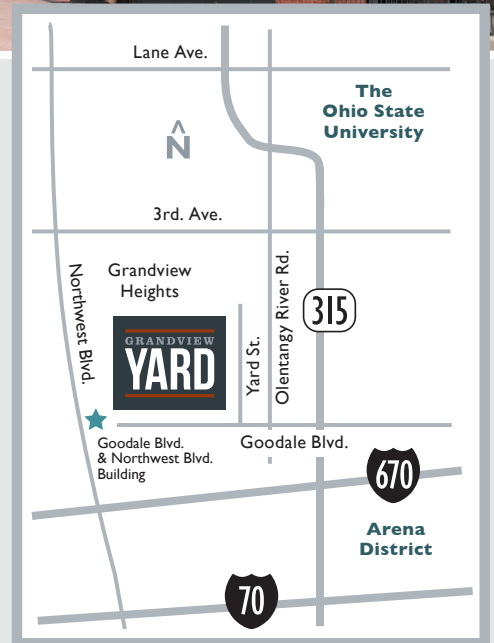 Lane Ave.
The
Ohio State
University
N
3rd. Ave.
Northwest Blvd.
Grandview
Heights
Olentangy River Rd.
315
GRANDVIEW
YARD
Yard St.
Goodale Blvd.
& Northwest Blvd.
Building
Goodale Blvd.
670
Arena
District
70